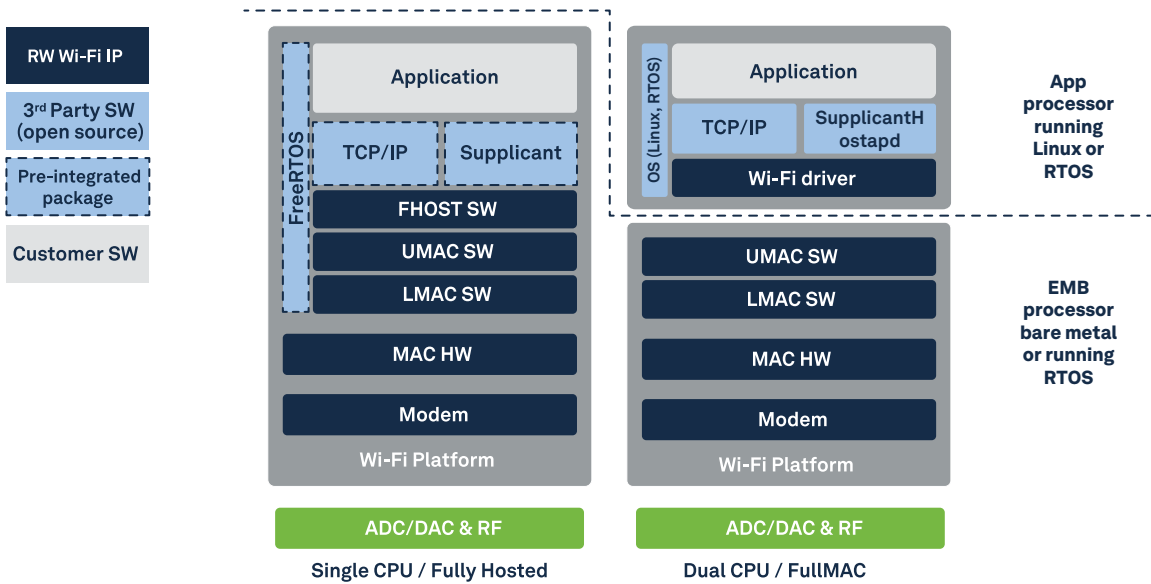 RW Wi-Fi IP
3rd Party SW
(open source)
Pre-integrated
package
Customer SW
FreeRTOS
Application
TCP/IP
Supplicant
FHOST SW
UMAC SW
LMAC SW
MAC HW
Modem
Wi-Fi Platform
ADC/DAC & RF
Single CPU / Fully Hosted
OS (Linux, RTOS)
Application
TCP/IP
SupplicantH
ostapd
Wi-Fi driver
UMAC SW
LMAC SW
MAC HW
Modem
Wi-Fi Platform
ADC/DAC & RF
Dual CPU / FullMAC
App
processor
running
Linux or
RTOS
EMB
processor
bare metal
or running
RTOS